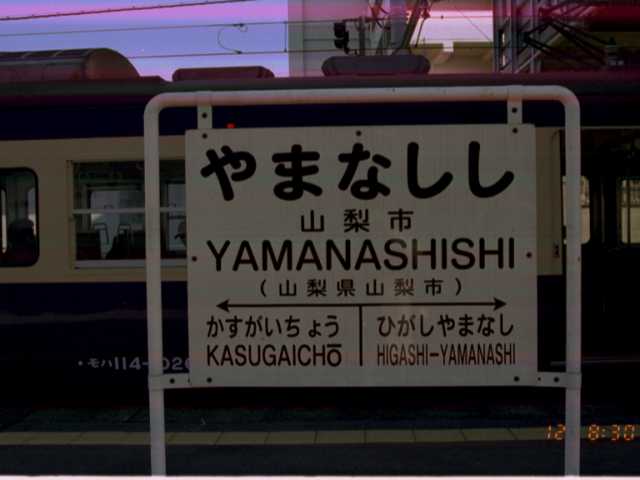 やまなしし
山梨市
YAMANASHISHI
(山梨県山梨市)
かすがいちょう ひがしやまなし
KASUGAICHŌ HIGASHI-YAMANASHI
・モハ114-026
12 8:30